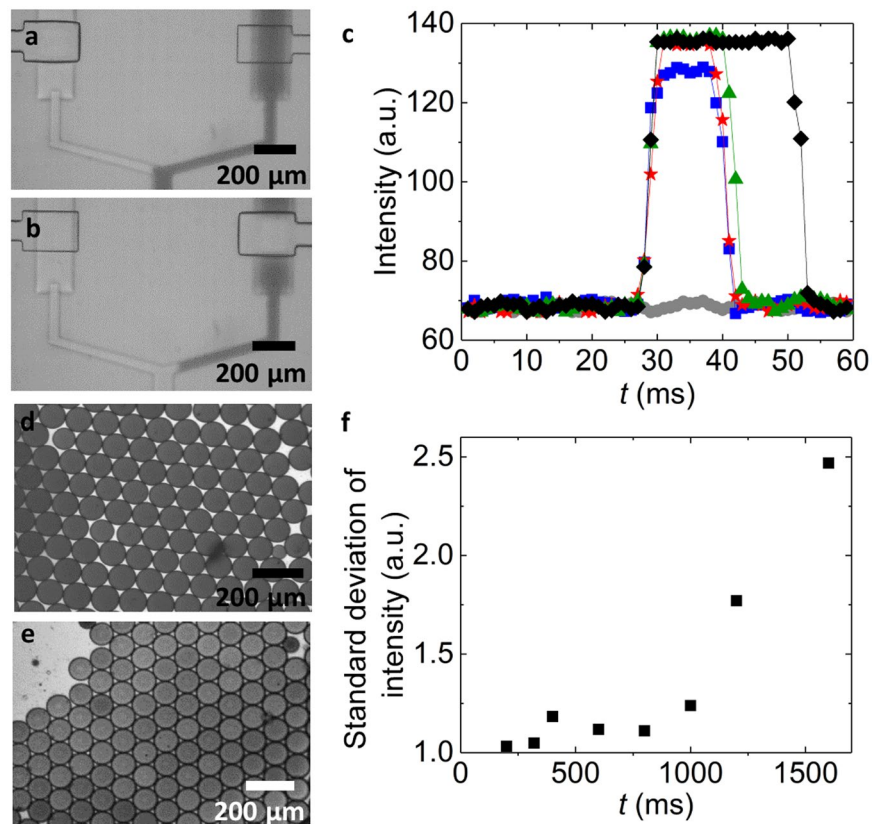 a
200 µm
b
200 µm
c
Intensity (a.u.)
140
120
100
80
60
0 10 20 30 40 50 60
t (ms)
d
200 µm
e
200 µm
f
Standard deviation of
intensity (a.u.)
2.5
2.0
1.5
1.0
0 500 1000 1500
t (ms)